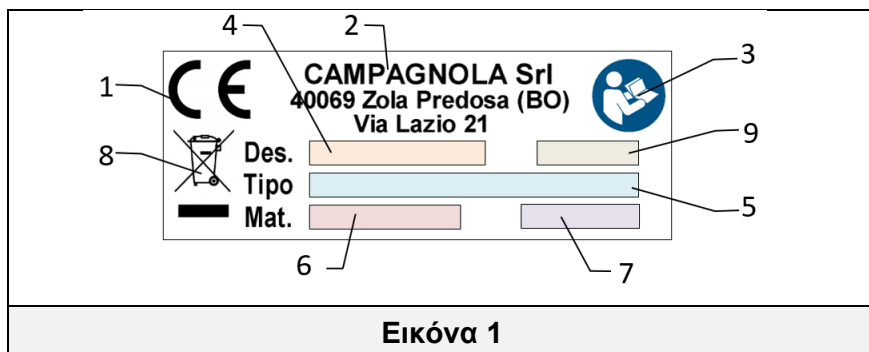 4 2
1 3
CE CAMPAGNOLA Srl
40069 Zola Predosa (BO)
Via Lazio 21
9
8 Des.
Tipo 5
Mat.
6 7
Εικόνα 1